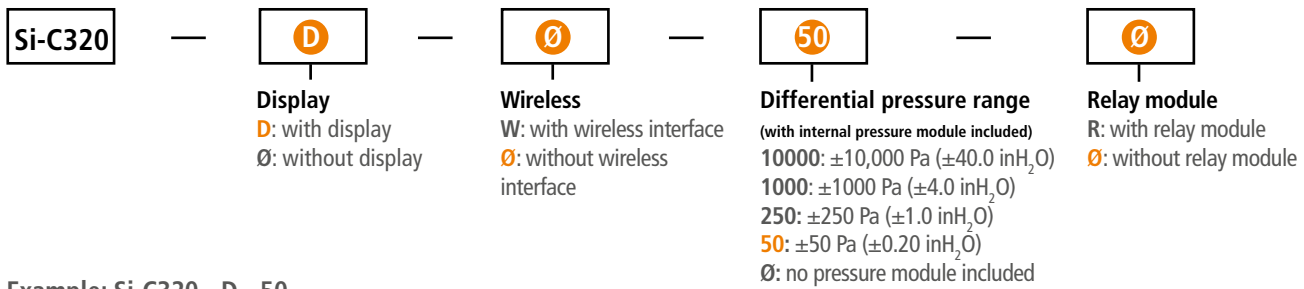 Si-C320 — D — Ø — 50 — Ø
Display
D: with display
Ø: without display
Wireless
W: with wireless interface
Ø: without wireless
interface
Differential pressure range
(with internal pressure module included)
10000: ±10,000 Pa (±40.0 inH₂O)
1000: ±1000 Pa (±4.0 inH₂O)
250: ±250 Pa (±1.0 inH₂O)
50: ±50 Pa (±0.20 inH₂O)
Ø: no pressure module included
Relay module
R: with relay module
Ø: without relay module
Example: Si-C320 - D - 50